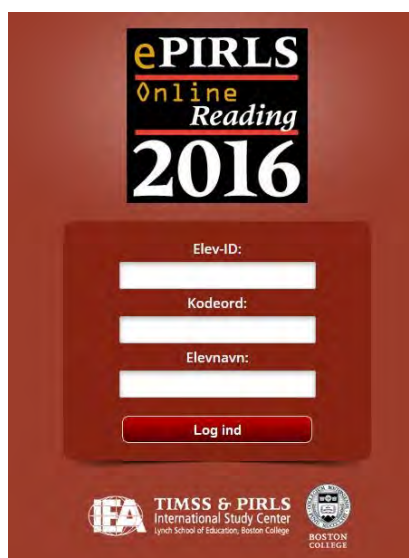 ePIRLS
Online
Reading
2016
Elev-ID:
Kodeord:
Elevnavn:
Log ind
IEA
TIMSS & PIRLS
International Study Center
Lynch School of Education, Boston College
BOSTON
COLLEGE